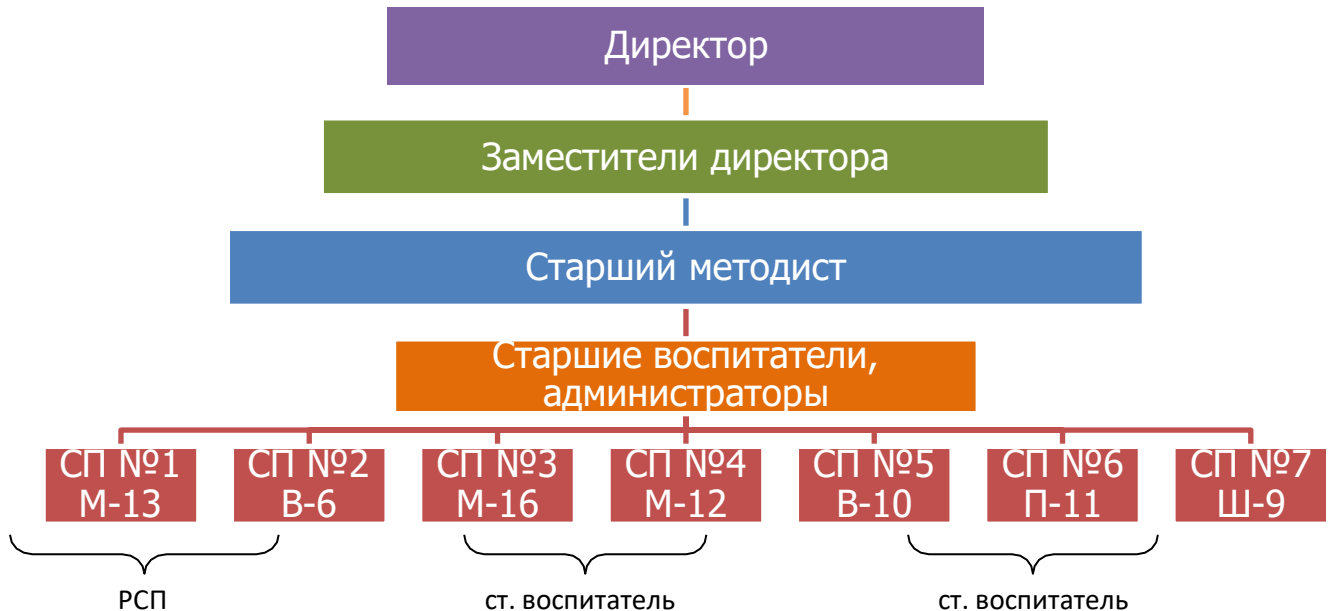 Директор
Заместители директора
Старший методист
Старшие воспитатели,
администраторы
СП №1
М-13
СП №2
В-6
СП №3
М-16
СП №4
М-12
СП №5
В-10
СП №6
П-11
СП №7
Ш-9
РСП
ст. воспитатель
ст. воспитатель